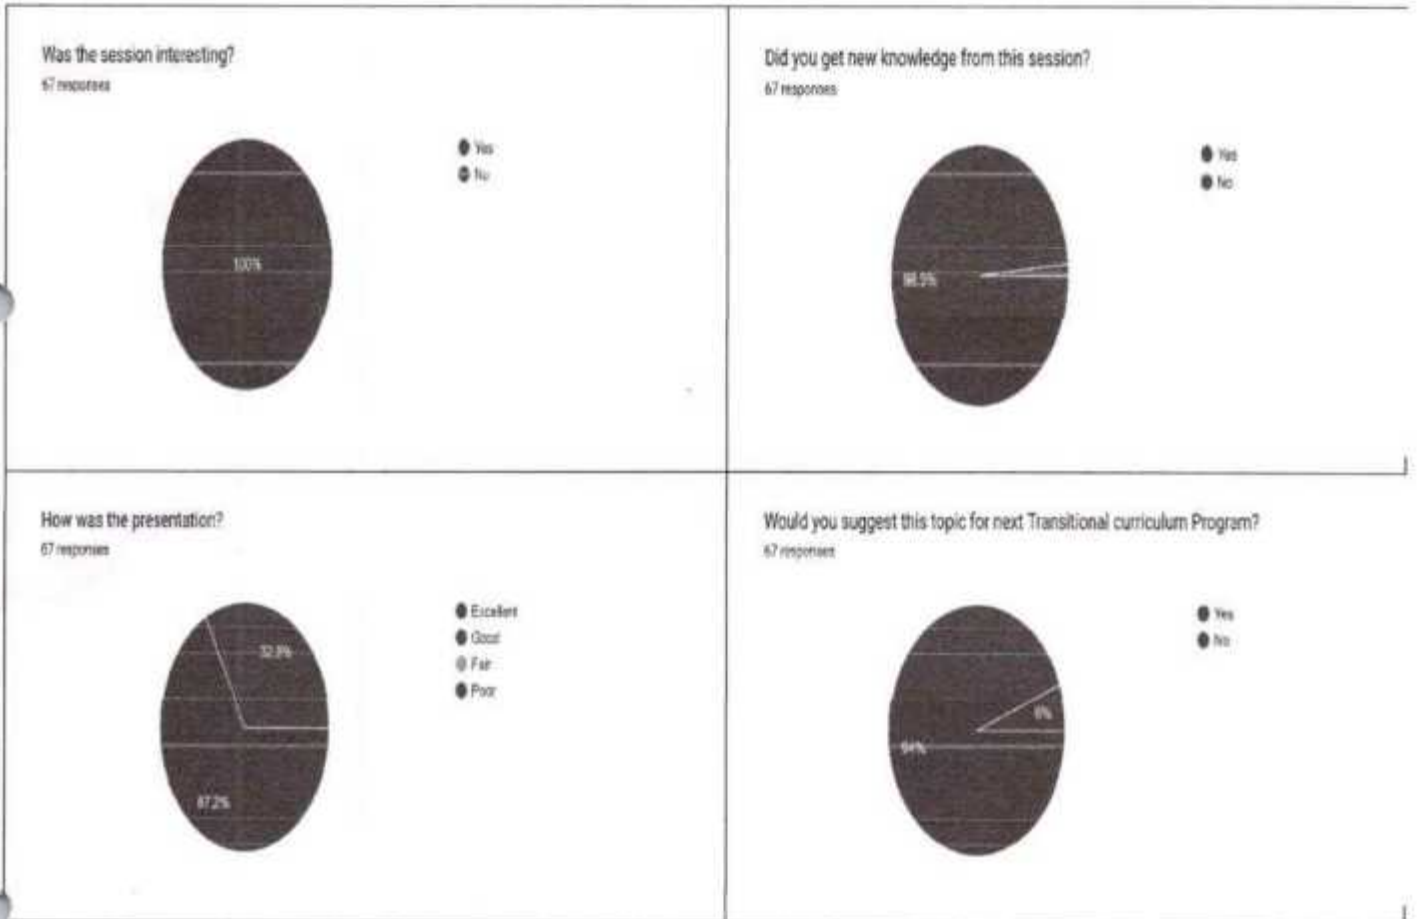 Was the session interesting?
67 responses
100%
Yes
No
Did you get new knowledge from this session?
67 responses
98.5%
Yes
No
How was the presentation?
67 responses
32.8%
67.2%
Excellent
Good
Fair
Poor
Would you suggest this topic for next Transitional curriculum Program?
67 responses
6%
94%
Yes
No